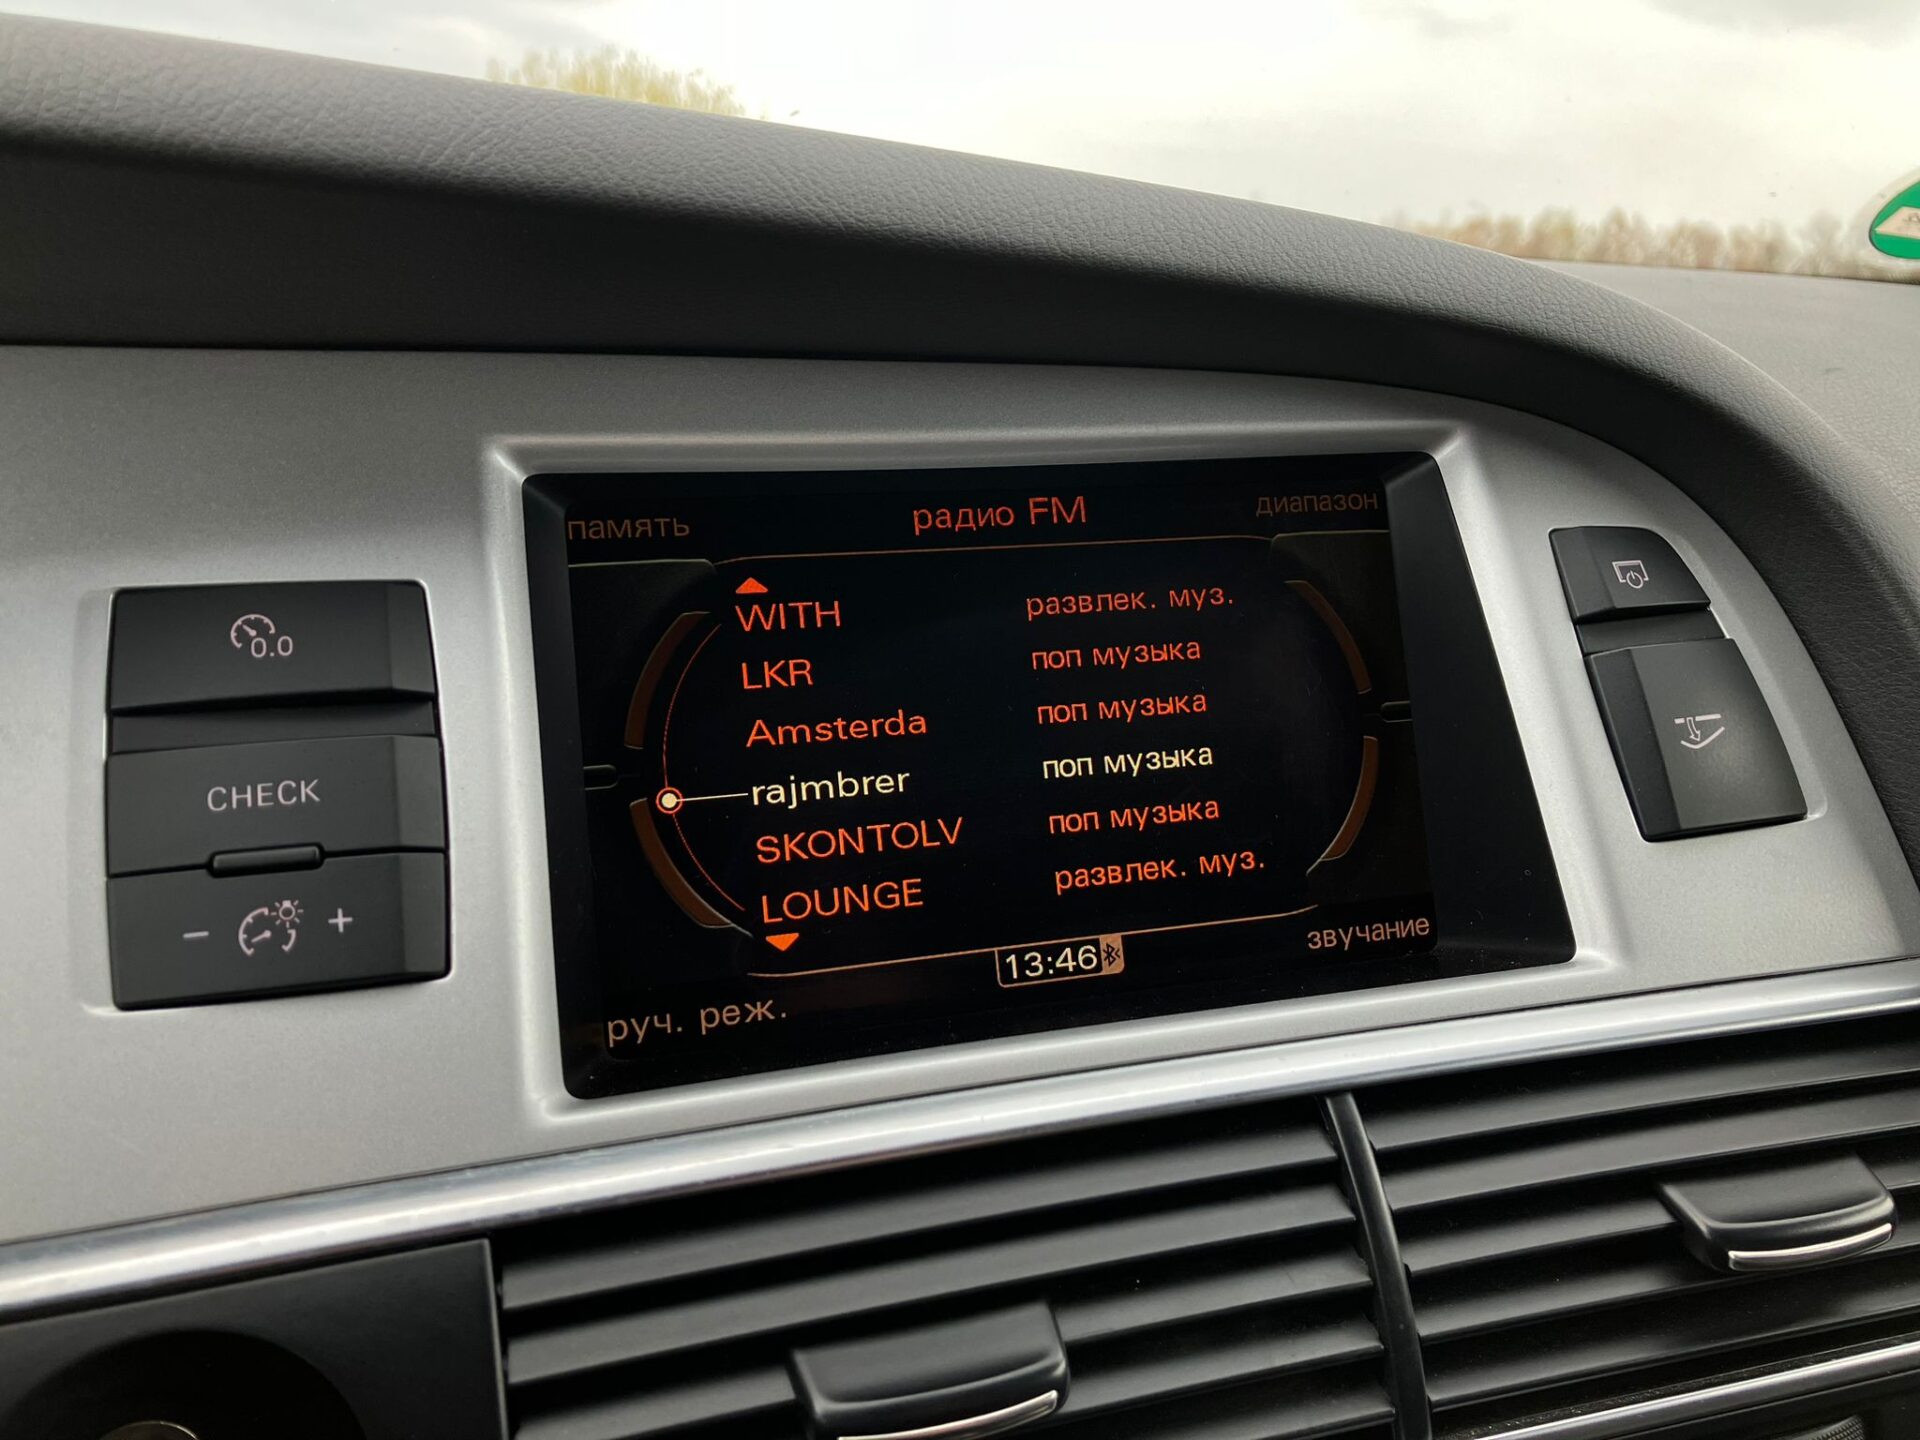 память
радио FM
диапазон
WITH развлек. муз.
LKR поп музыка
Amsterda поп музыка
rajmbrer поп музыка
SKONTOLV поп музыка
LOUNGE развлек. муз.
13:46
звучание
руч. реж.
0.0
CHECK
- +